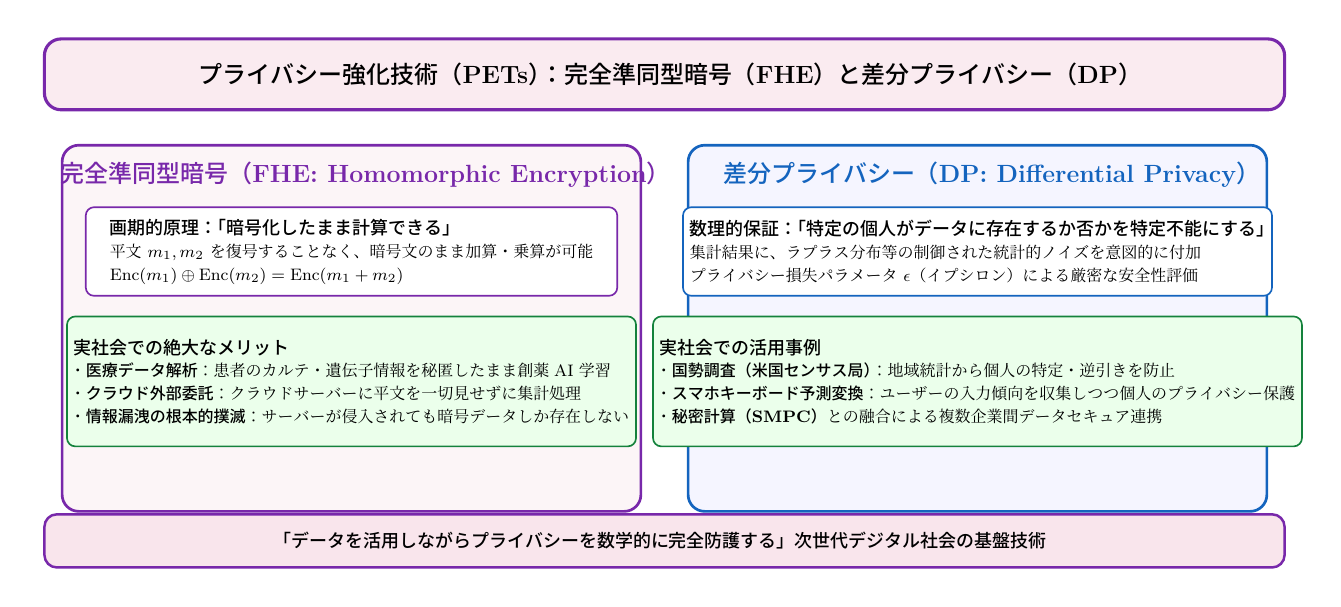 プライバシー強化技術（PETs）：完全準同型暗号（FHE）と差分プライバシー（DP）
完全準同型暗号（FHE: Homomorphic Encryption）
画期的原理：「暗号化したまま計算できる」
平文 m₁, m₂ を復号することなく、暗号文のまま加算・乗算が可能
Enc(m₁) ⊕ Enc(m₂) = Enc(m₁ + m₂)
実社会での絶大なメリット
・医療データ解析：患者のカルテ・遺伝子情報を秘匿したまま創薬 AI 学習
・クラウド外部委託：クラウドサーバーに平文を一切見せずに集計処理
・情報漏洩の根本的撲滅：サーバーが侵入されても暗号データしか存在しない
差分プライバシー（DP: Differential Privacy）
数理的保証：「特定の個人がデータに存在するか否かを特定不能にする」
集計結果に、ラプラス分布等の制御された統計的ノイズを意図的に付加
プライバシー損失パラメータ ϵ（イプシロン）による厳密な安全性評価
実社会での活用事例
・国勢調査（米国センサス局）：地域統計から個人の特定・逆引きを防止
・スマホキーボード予測変換：ユーザーの入力傾向を収集しつつ個人のプライバシー保護
・秘密計算（SMPC）との融合による複数企業間データセキュア連携
「データを活用しながらプライバシーを数学的に完全防護する」次世代デジタル社会の基盤技術